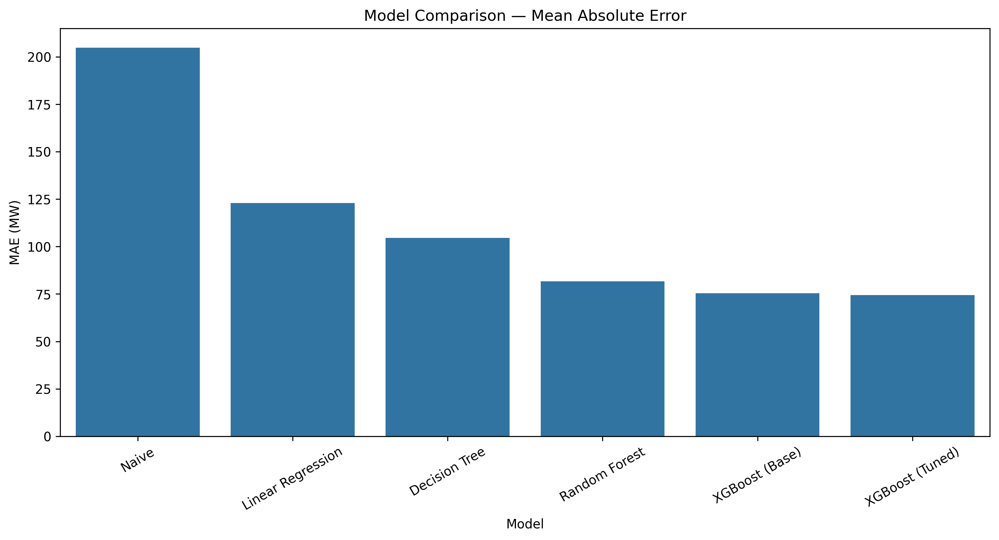 Model Comparison — Mean Absolute Error
MAE (MW)
200
175
150
125
100
75
50
25
0
Naive
Linear Regression
Decision Tree
Random Forest
XGBoost (Base)
XGBoost (Tuned)
Model